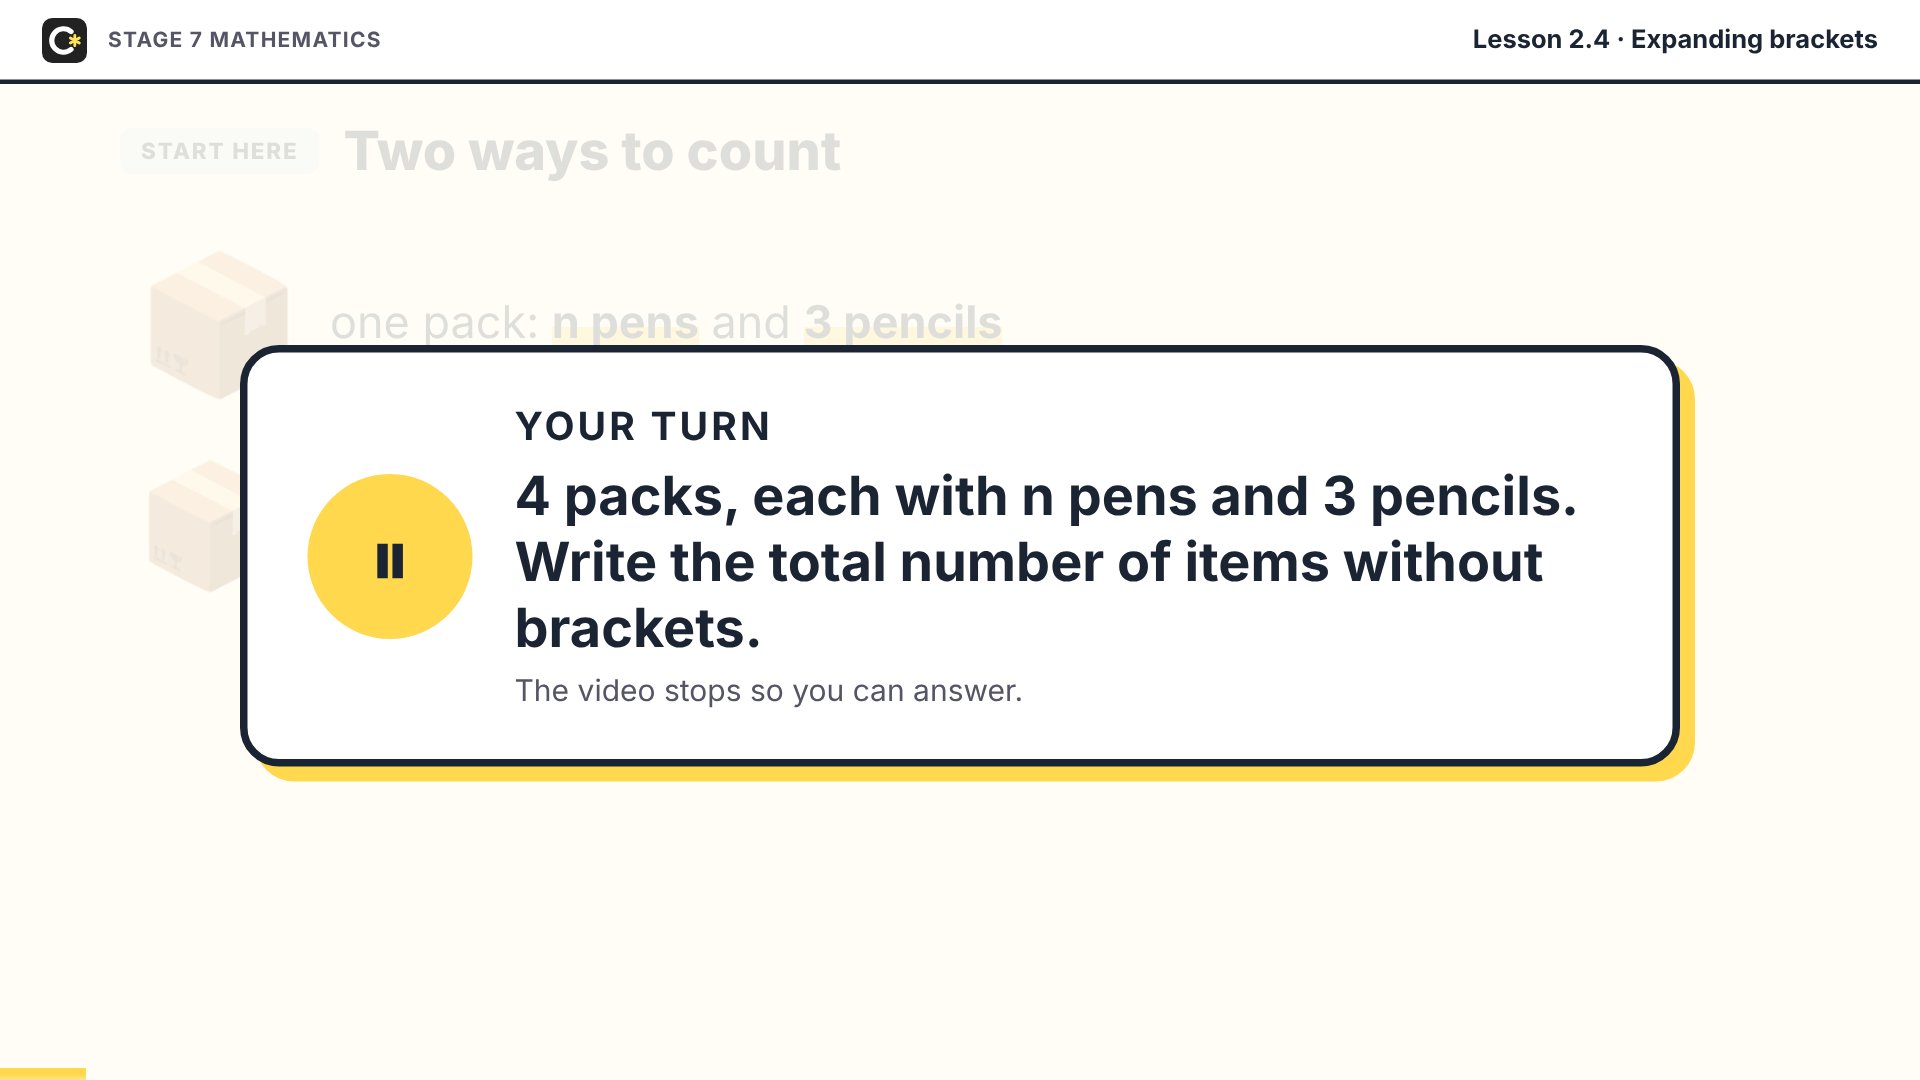 STAGE 7 MATHEMATICS
Lesson 2.4 · Expanding brackets
START HERE
Two ways to count
one pack: n pens and 3 pencils
YOUR TURN
4 packs, each with n pens and 3 pencils.
Write the total number of items without
brackets.
The video stops so you can answer.